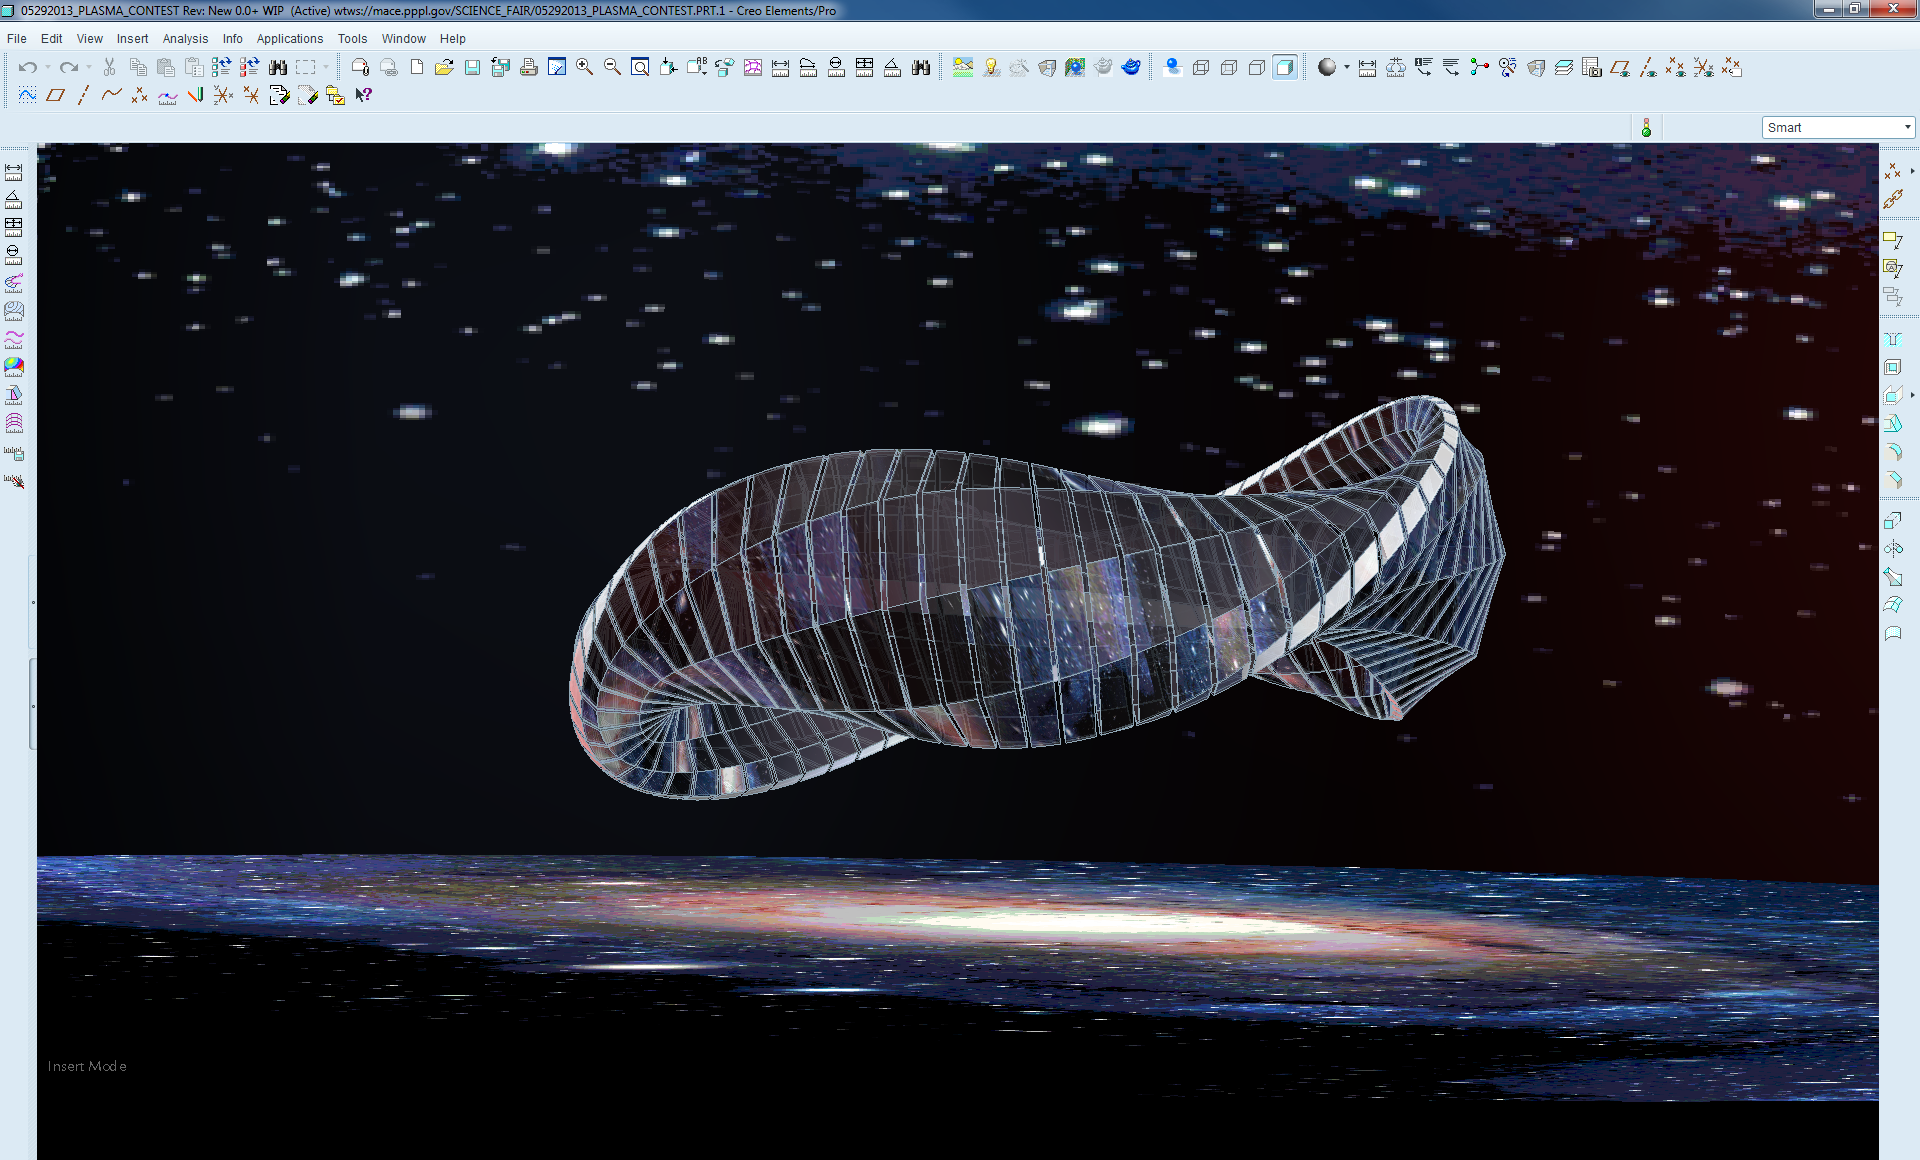 05292013_PLASMA_CONTEST Rev: New 0.0+ WIP (Active) wtws://mace.pppl.gov/SCIENCE_FAIR/05292013_PLASMA_CONTEST.PRT.1 - Creo Elements/Pro
File Edit View Insert Analysis Info Applications Tools Window Help
Smart
Insert Mode